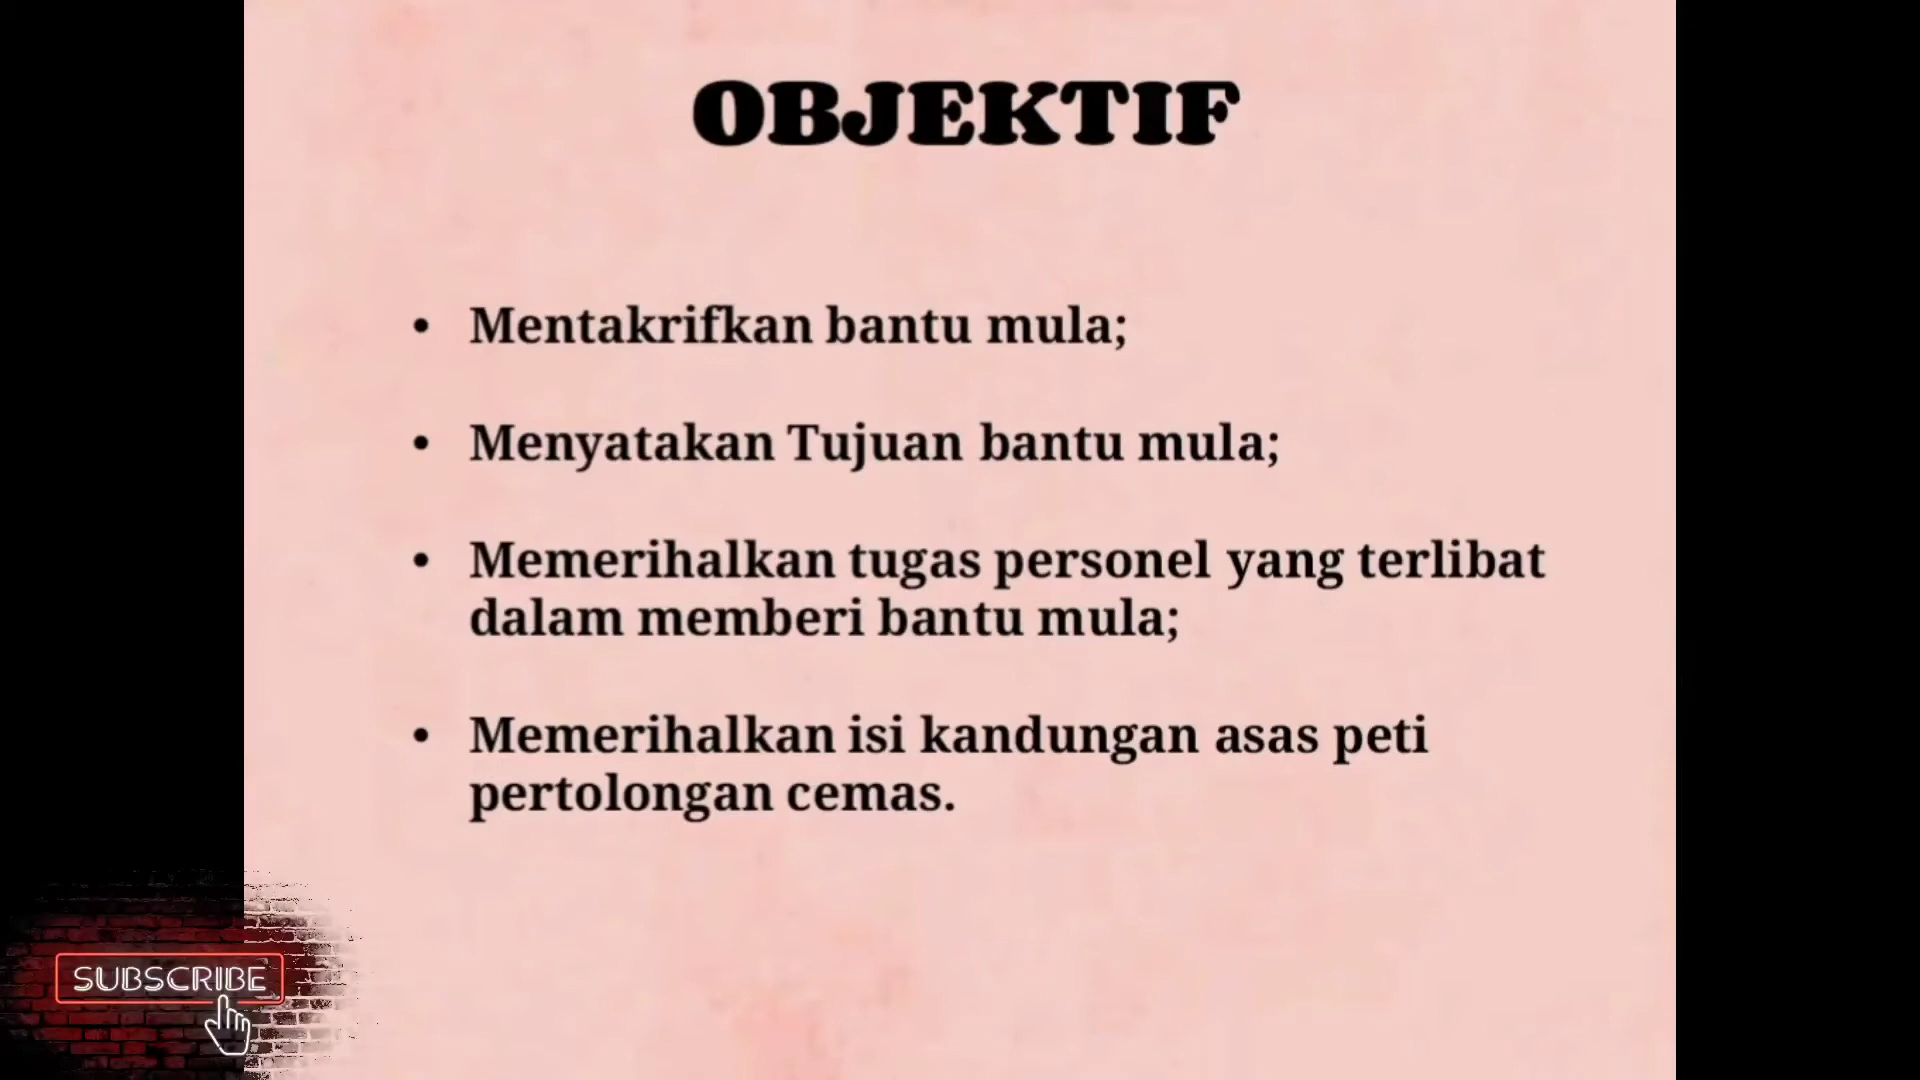 OBJEKTIF
• Mentakrifkan bantu mula;
• Menyatakan Tujuan bantu mula;
• Memerihalkan tugas personel yang terlibat
dalam memberi bantu mula;
• Memerihalkan isi kandungan asas peti
pertolongan cemas.
SUBSCRIBE